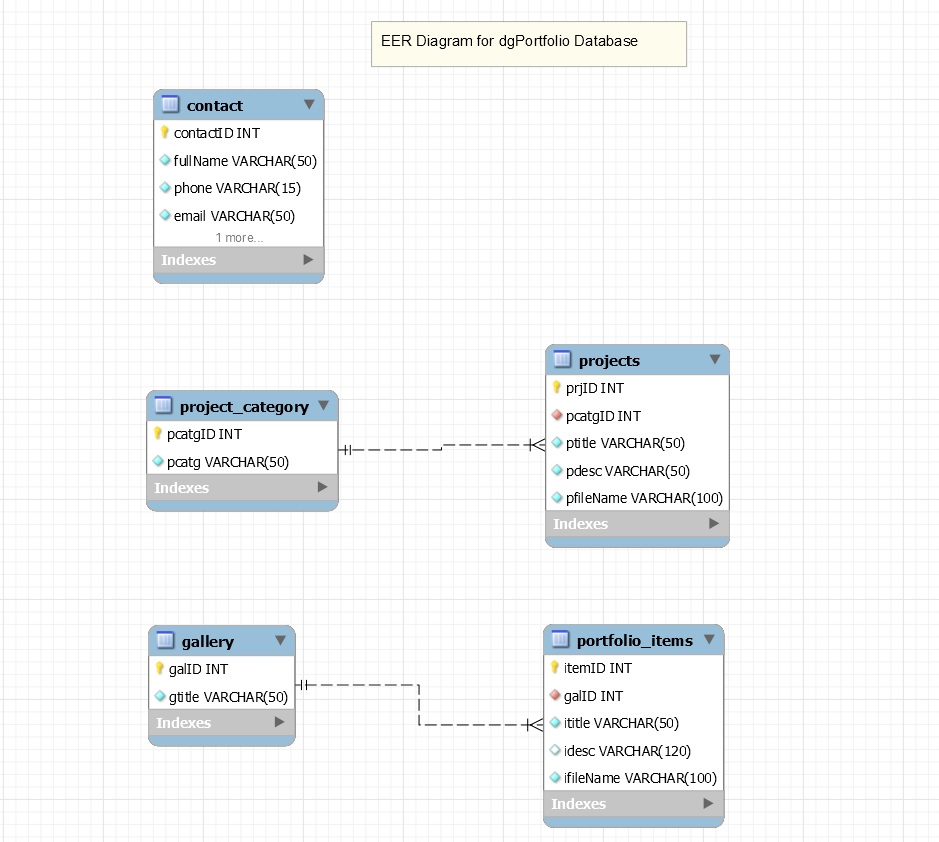 EER Diagram for dgPortfolio Database
contact
contactID INT
fullName VARCHAR(50)
phone VARCHAR(15)
email VARCHAR(50)
1 more...
Indexes
project_category
pcatgID INT
pcatg VARCHAR(50)
Indexes
projects
prjID INT
pcatgID INT
ptitle VARCHAR(50)
pdesc VARCHAR(50)
pfileName VARCHAR(100)
Indexes
gallery
galID INT
gtitle VARCHAR(50)
Indexes
portfolio_items
itemID INT
galID INT
ititle VARCHAR(50)
idesc VARCHAR(120)
ifileName VARCHAR(100)
Indexes